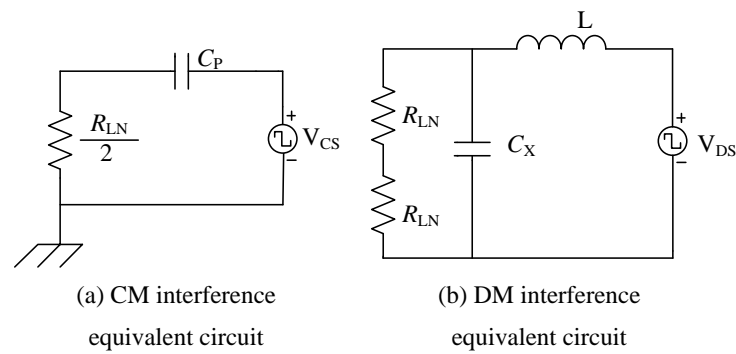 C_P
R_LN
2
+
V_CS
−
L
R_LN
R_LN
C_X
+
V_DS
−
(a) CM interference
equivalent circuit
(b) DM interference
equivalent circuit